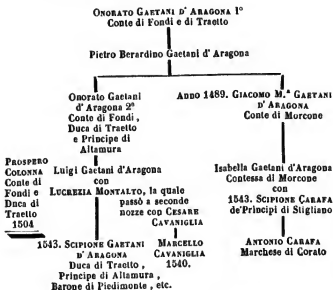 ONORATO GAETANI D' ARAGONA 1º
Conte di Fondi e di Traetto
Pietro Berardino Gaetani d' Aragona
Onorato Gaetani
d' Aragona 2º
Conte di Fondi,
Duca di Traetto
e Principe di
Altamura
ANNO 1489. GIACOMO M.ª GAETANI
D' ARAGONA
Conte di Morcone
PROSPERO
COLONNA
Conte di
Fondi e
Duca di
Traetto
1504
Luigi Gaetani d'Aragona
con
LUCREZIA MONTALTO, la quale
passò a seconde
nozze con CESARE
CAVANIGLIA
Isabella Gaetani d'Aragona
Contessa di Morcone
con
1543. SCIPIONE CARAFA
de'Principi di Stigliano
1543. SCIPIONE GAETANI
D' ARAGONA
Duca di Traetto,
Principe di Altamura,
Barone di Piedimonte, etc.
MARCELLO
CAVANIGLIA
1540.
ANTONIO CARAFA
Marchese di Corato